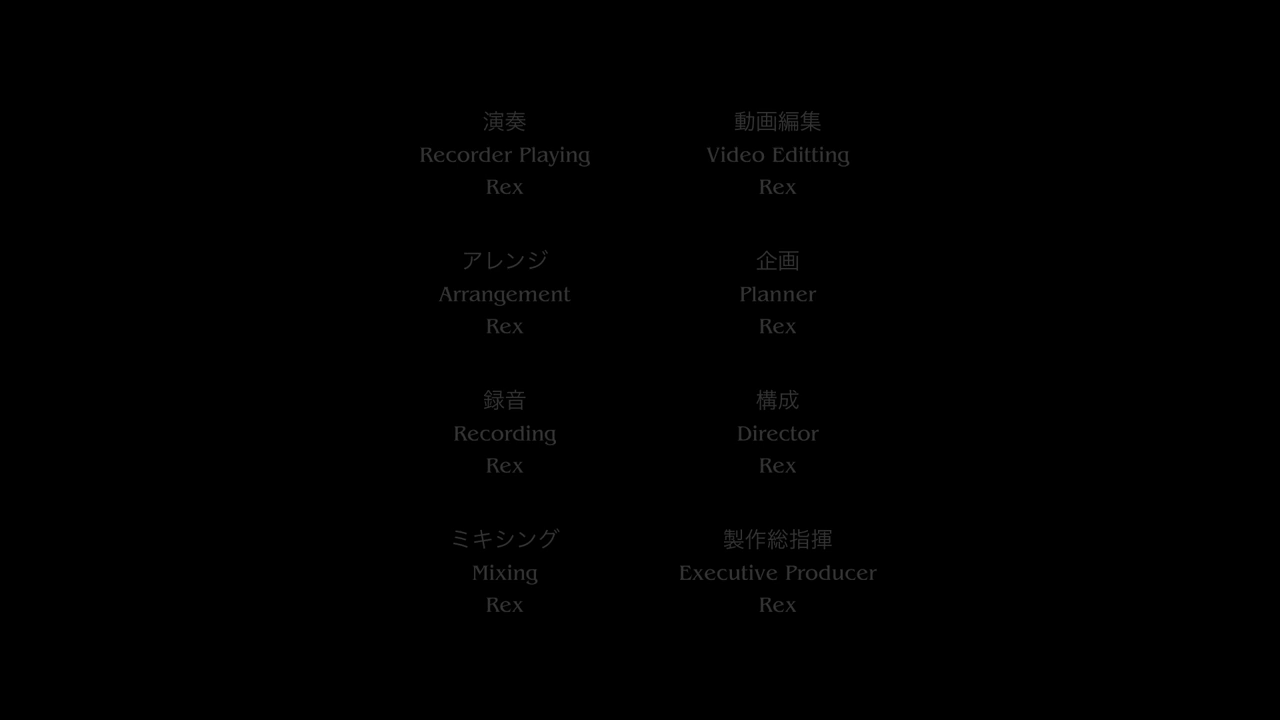 演奏
Recorder Playing
Rex
アレンジ
Arrangement
Rex
録音
Recording
Rex
ミキシング
Mixing
Rex
動画編集
Video Editting
Rex
企画
Planner
Rex
構成
Director
Rex
製作総指揮
Executive Producer
Rex